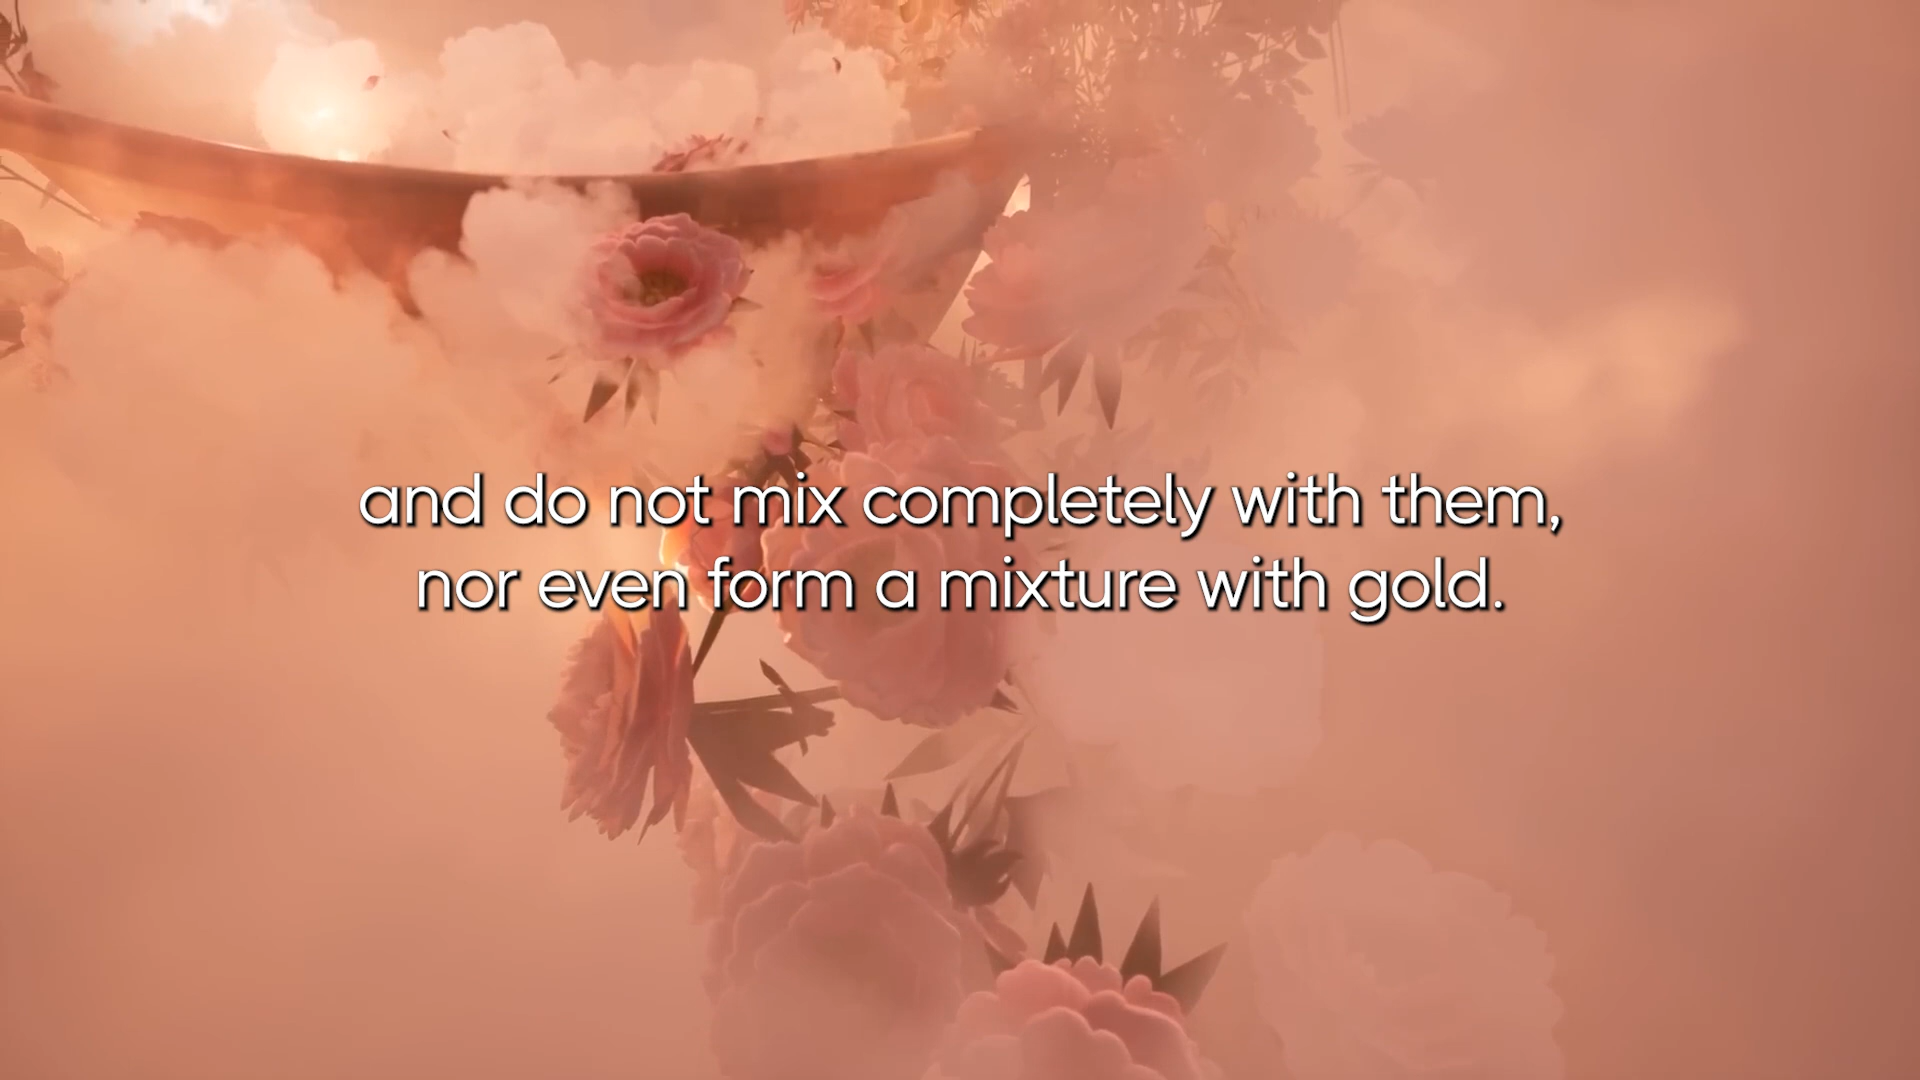 and do not mix completely with them,
nor even form a mixture with gold.